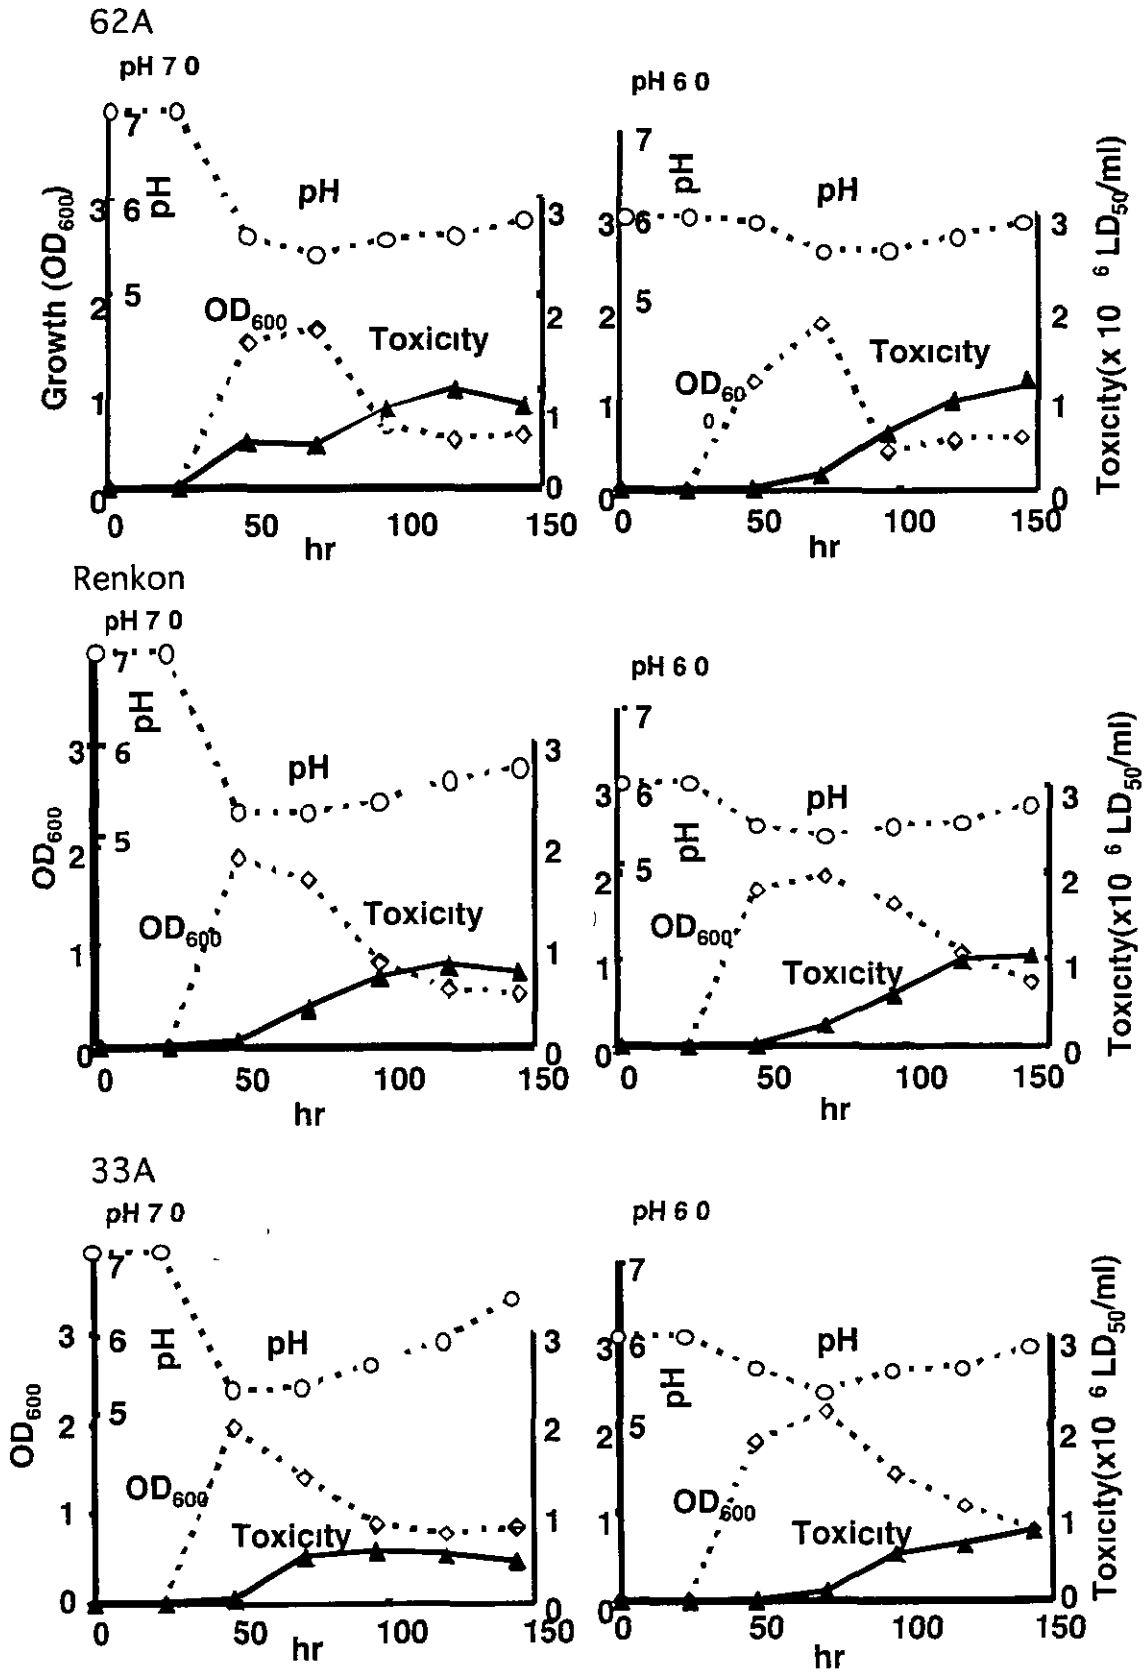 62A
pH 7 0
pH 6 0
7
7
pH
pH
pH
pH
Growth (OD600)
3 6
3
3 6
3
Toxicity(x 10 6 LD50/ml)
2 5
OD600
2
2 5
2
Toxicity
Toxicity
OD60
0
1
1
1
1
0
0
0
0
0 50 100 150
0 50 100 150
hr
hr
Renkon
pH 7 0
pH 6 0
7
7
pH
pH
3 6
3
pH
pH
3 6
3
OD600
Toxicity(x10 6 LD50/ml)
2 5
2
2 5
2
OD600
Toxicity
OD600
Toxicity
1
1
1
1
0
0
0
0
0 50 100 150
0 50 100 150
hr
hr
33A
pH 7 0
pH 6 0
7
7
3 6
pH
pH
3
3 6
pH
pH
3
OD600
Toxicity(x10 6 LD50/ml)
2 5
2
2 5
2
OD600
Toxicity
OD600
Toxicity
1
1
1
1
0
0
0
0
0 50 100 150
0 50 100 150
hr
hr